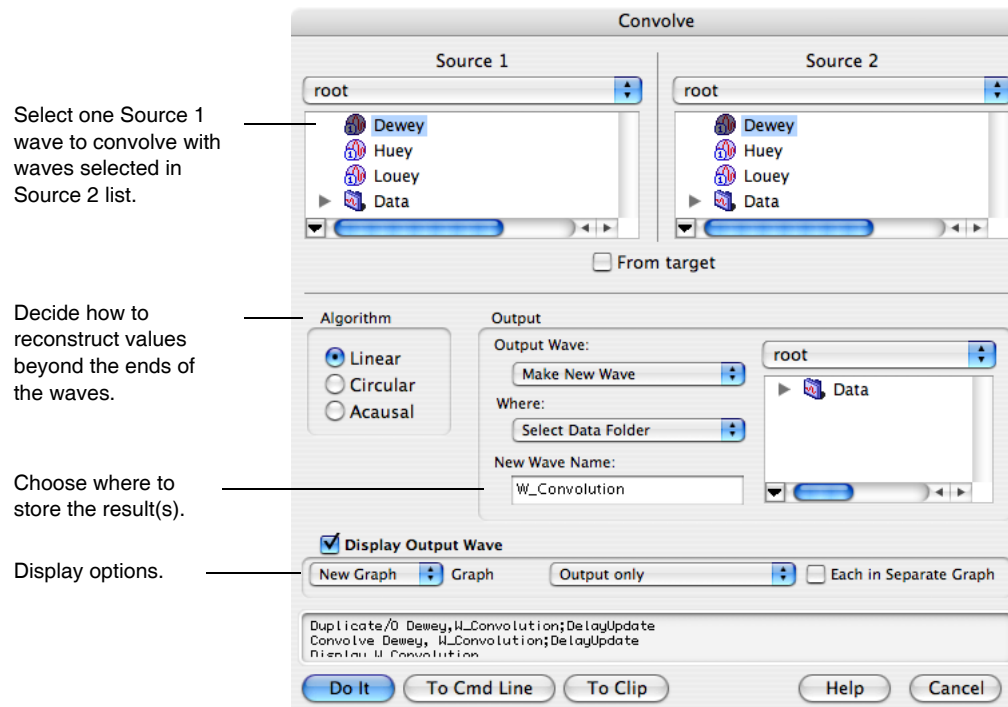 Convolve
Source 1
Source 2
root
root
Select one Source 1
wave to convolve with
waves selected in
Source 2 list.
Dewey
Huey
Louey
Data
Dewey
Huey
Louey
Data
From target
Decide how to
reconstruct values
beyond the ends of
the waves.
Algorithm
Linear
Circular
Acausal
Output
Output Wave:
Make New Wave
Where:
Select Data Folder
New Wave Name:
W_Convolution
root
Data
Choose where to
store the result(s).
Display Output Wave
Display options.
New Graph
Graph
Output only
Each in Separate Graph
Duplicate/O Dewey,W_Convolution;DelayUpdate
Convolve Dewey, W_Convolution;DelayUpdate
Display W_Convolution
Do It
To Cmd Line
To Clip
Help
Cancel